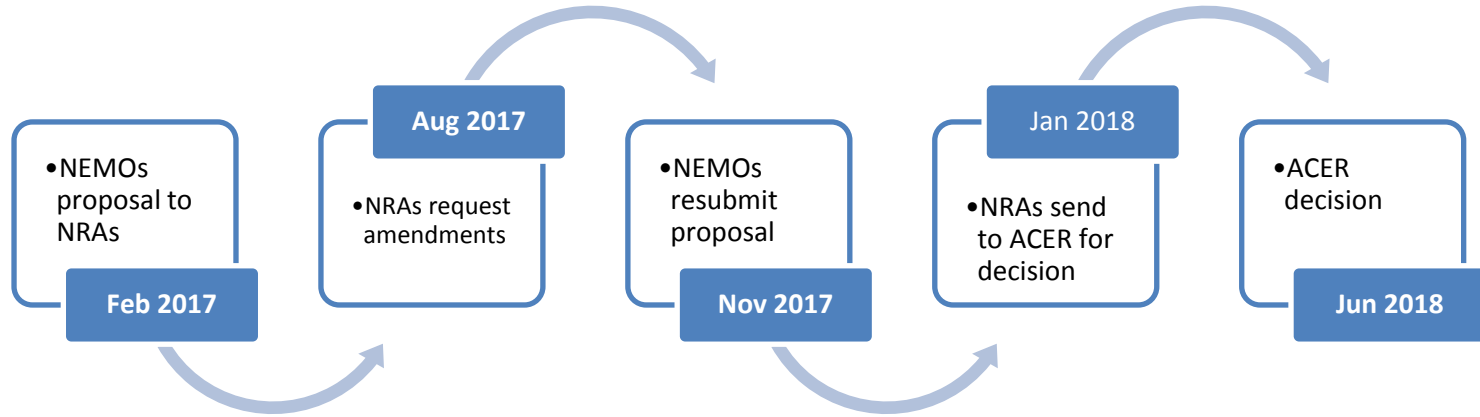 •NEMOs
proposal to
NRAs
Feb 2017
Aug 2017
•NRAs request
amendments
•NEMOs
resubmit
proposal
Nov 2017
Jan 2018
•NRAs send
to ACER for
decision
•ACER
decision
Jun 2018